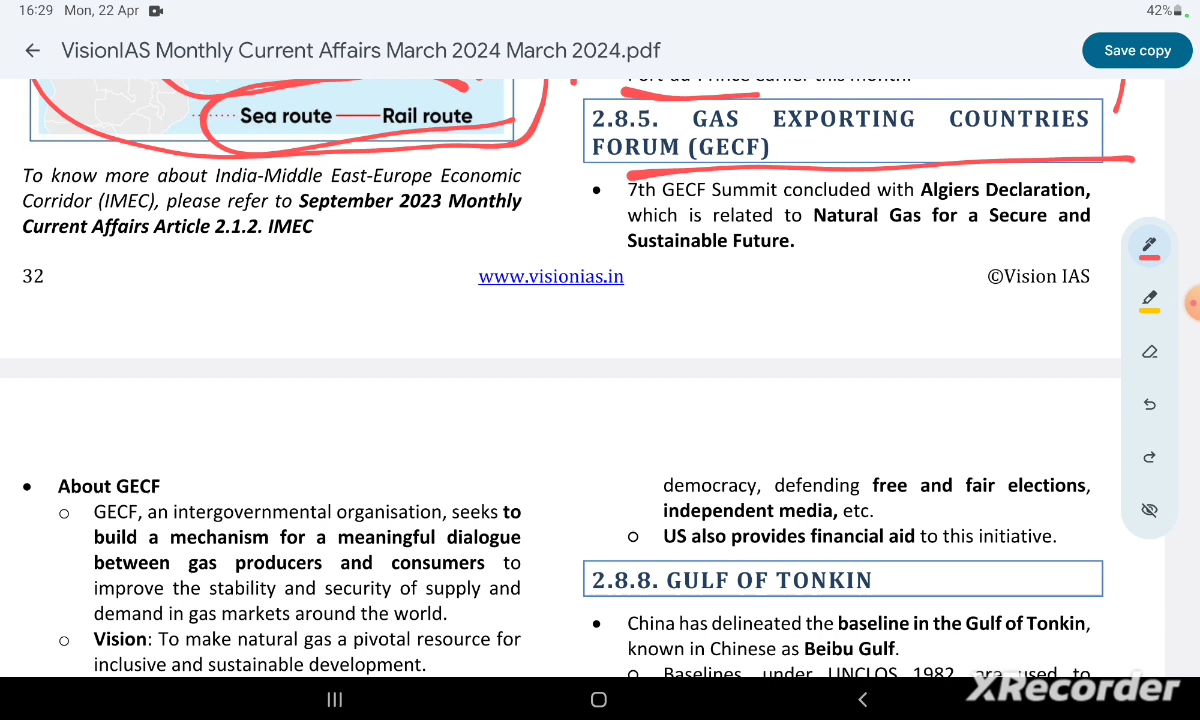 16:29 Mon, 22 Apr
42%
VisionIAS Monthly Current Affairs March 2024 March 2024.pdf
Save copy
Sea route
Rail route
To know more about India-Middle East-Europe Economic
Corridor (IMEC), please refer to September 2023 Monthly
Current Affairs Article 2.1.2. IMEC
2.8.5. GAS EXPORTING COUNTRIES
FORUM (GECF)
• 7th GECF Summit concluded with Algiers Declaration,
which is related to Natural Gas for a Secure and
Sustainable Future.
32
www.visionias.in
©Vision IAS
• About GECF
o GECF, an intergovernmental organisation, seeks to
build a mechanism for a meaningful dialogue
between gas producers and consumers to
improve the stability and security of supply and
demand in gas markets around the world.
o Vision: To make natural gas a pivotal resource for
inclusive and sustainable development.
democracy, defending free and fair elections,
independent media, etc.
o US also provides financial aid to this initiative.
2.8.8. GULF OF TONKIN
• China has delineated the baseline in the Gulf of Tonkin,
known in Chinese as Beibu Gulf.
o Baselines, under UNCLOS 1982, are used to
XRecorder